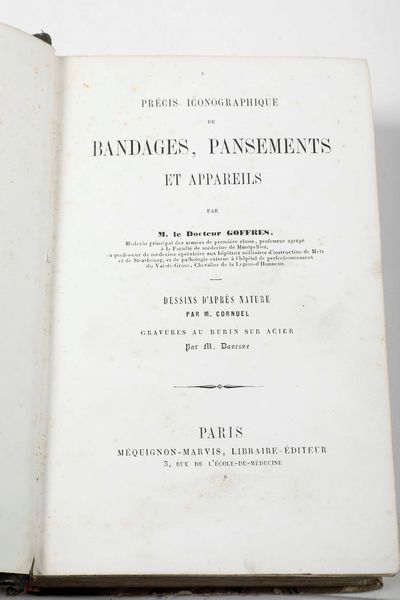 PRÉCIS ICONOGRAPHIQUE
DE
BANDAGES, PANSEMENTS
ET APPAREILS
PAR
M. le Docteur GOFFRES,
Médecin principal des armées de première classe, professeur agrégé
à la Faculté de médecine de Montpellier,
ex-professeur de médecine opératoire aux hôpitaux militaires d'instruction de Metz
et de Strasbourg, et de pathologie externe à l'hôpital de perfectionnement
du Val-de-Grâce, Chevalier de la Légion-d'Honneur.
DESSINS D'APRÈS NATURE
PAR M. CORNUEL
GRAVURES AU BURIN SUR ACIER
Par M. Davesne
PARIS
MÉQUIGNON-MARVIS, LIBRAIRE-ÉDITEUR
3, RUE DE L'ÉCOLE-DE-MÉDECINE